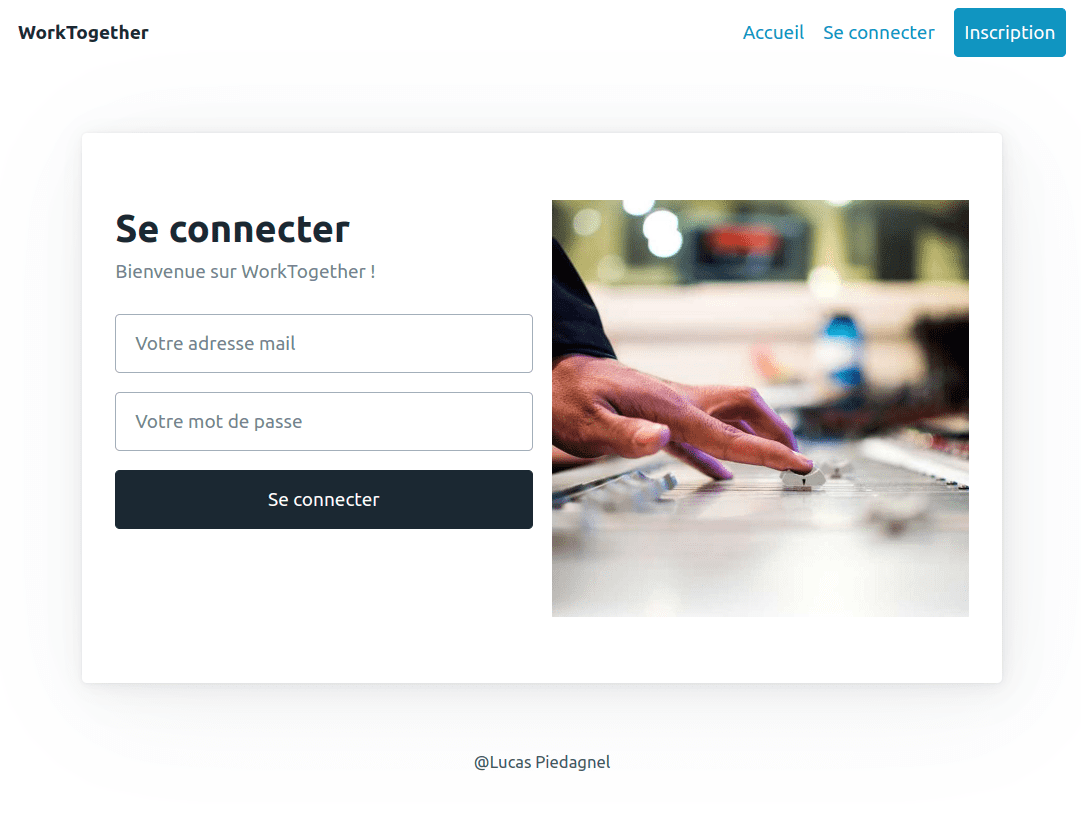 WorkTogether
Accueil
Se connecter
Inscription
Se connecter
Bienvenue sur WorkTogether !
Votre adresse mail
Votre mot de passe
Se connecter
@Lucas Piedagnel